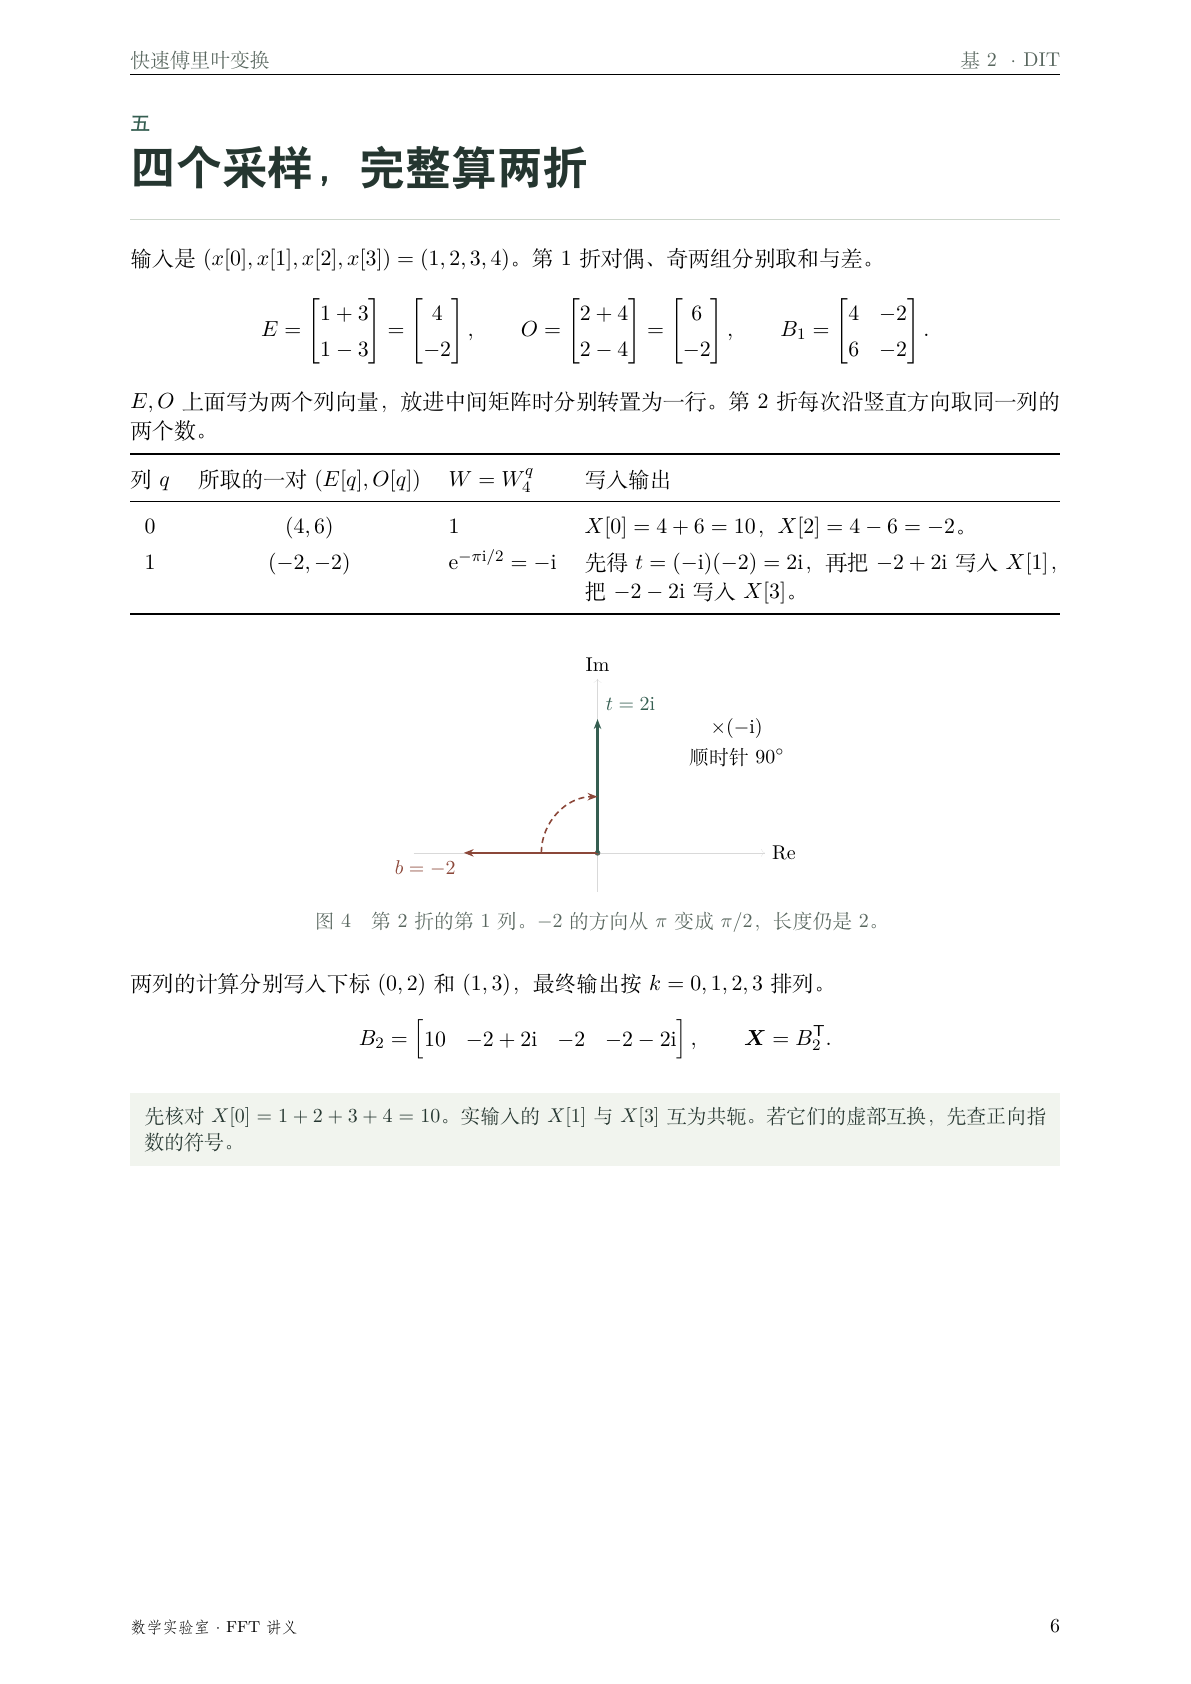 快速傅里叶变换 基 2 · DIT
五
四个采样，完整算两折
输入是 (x[0], x[1], x[2], x[3]) = (1, 2, 3, 4)。第 1 折对偶、奇两组分别取和与差。
E = [1 + 3; 1 − 3] = [4; −2], O = [2 + 4; 2 − 4] = [6; −2], B₁ = [4 −2; 6 −2].
E, O 上面写为两个列向量，放进中间矩阵时分别转置为一行。第 2 折每次沿竖直方向取同一列的
两个数。
列 q 所取的一对 (E[q], O[q]) W = W₄^q 写入输出
0 (4, 6) 1 X[0] = 4 + 6 = 10，X[2] = 4 − 6 = −2。
1 (−2, −2) e^{−πi/2} = −i 先得 t = (−i)(−2) = 2i，再把 −2 + 2i 写入 X[1]，
把 −2 − 2i 写入 X[3]。
Im
t = 2i
×(−i)
顺时针 90°
Re
b = −2
图 4 第 2 折的第 1 列。−2 的方向从 π 变成 π/2，长度仍是 2。
两列的计算分别写入下标 (0, 2) 和 (1, 3)，最终输出按 k = 0, 1, 2, 3 排列。
B₂ = [10 −2 + 2i −2 −2 − 2i], X = B₂^T.
先核对 X[0] = 1 + 2 + 3 + 4 = 10。实输入的 X[1] 与 X[3] 互为共轭。若它们的虚部互换，先查正向指
数的符号。
数学实验室 · FFT 讲义 6